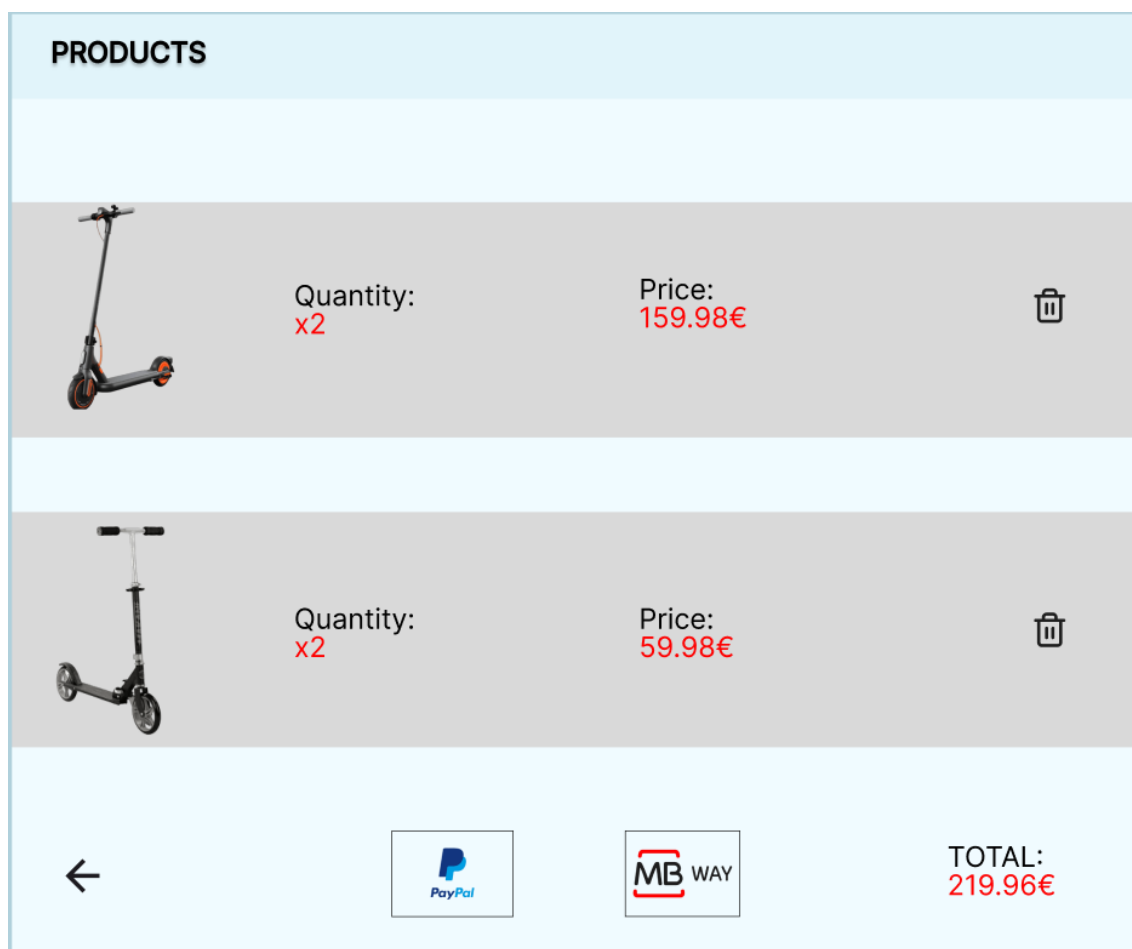 PRODUCTS
Quantity:
x2
Price:
159.98€
Quantity:
x2
Price:
59.98€
PayPal
MB WAY
TOTAL:
219.96€